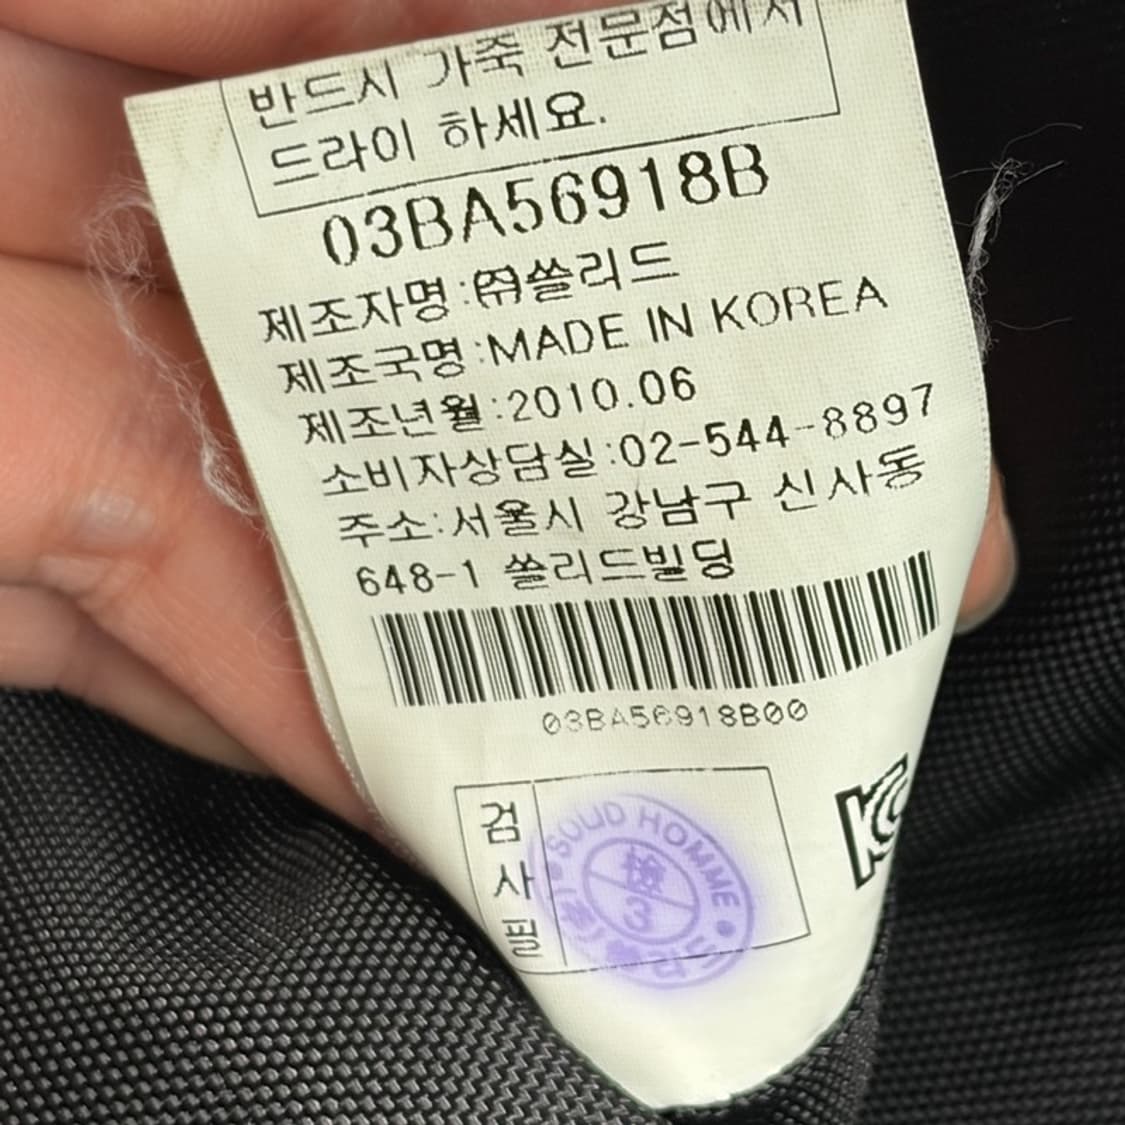 반드시 가죽 전문점에서
드라이 하세요.
03BA56918B
제조자명:㈜쏠리드
제조국명:MADE IN KOREA
제조년월:2010.06
소비자상담실:02-544-8897
주소:서울시 강남구 신사동
648-1 쏠리드빌딩
03BA56918B00
검
사
필
SOLID HOMME
檢
3
KC